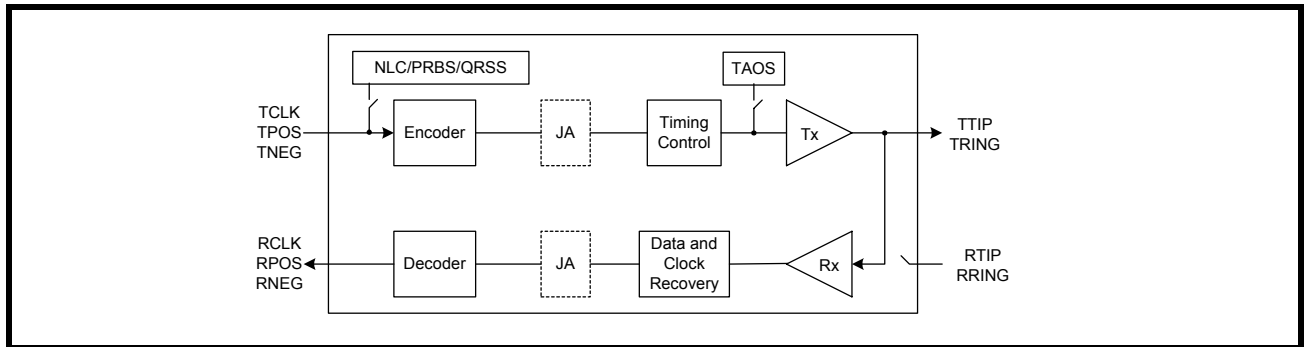 NLC/PRBS/QRSS
TAOS
TCLK
TPOS
TNEG
Encoder
JA
Timing
Control
Tx
TTIP
TRING
RCLK
RPOS
RNEG
Decoder
JA
Data and
Clock
Recovery
Rx
RTIP
RRING